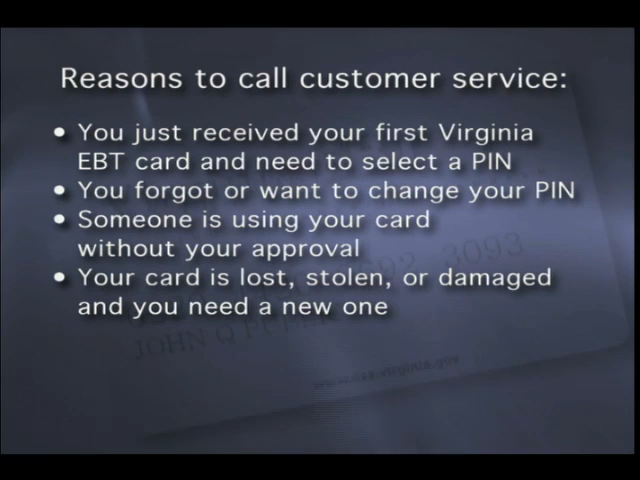 Reasons to call customer service:
• You just received your first Virginia
EBT card and need to select a PIN
• You forgot or want to change your PIN
• Someone is using your card
without your approval
• Your card is lost, stolen, or damaged
and you need a new one
3093
JOHN Q